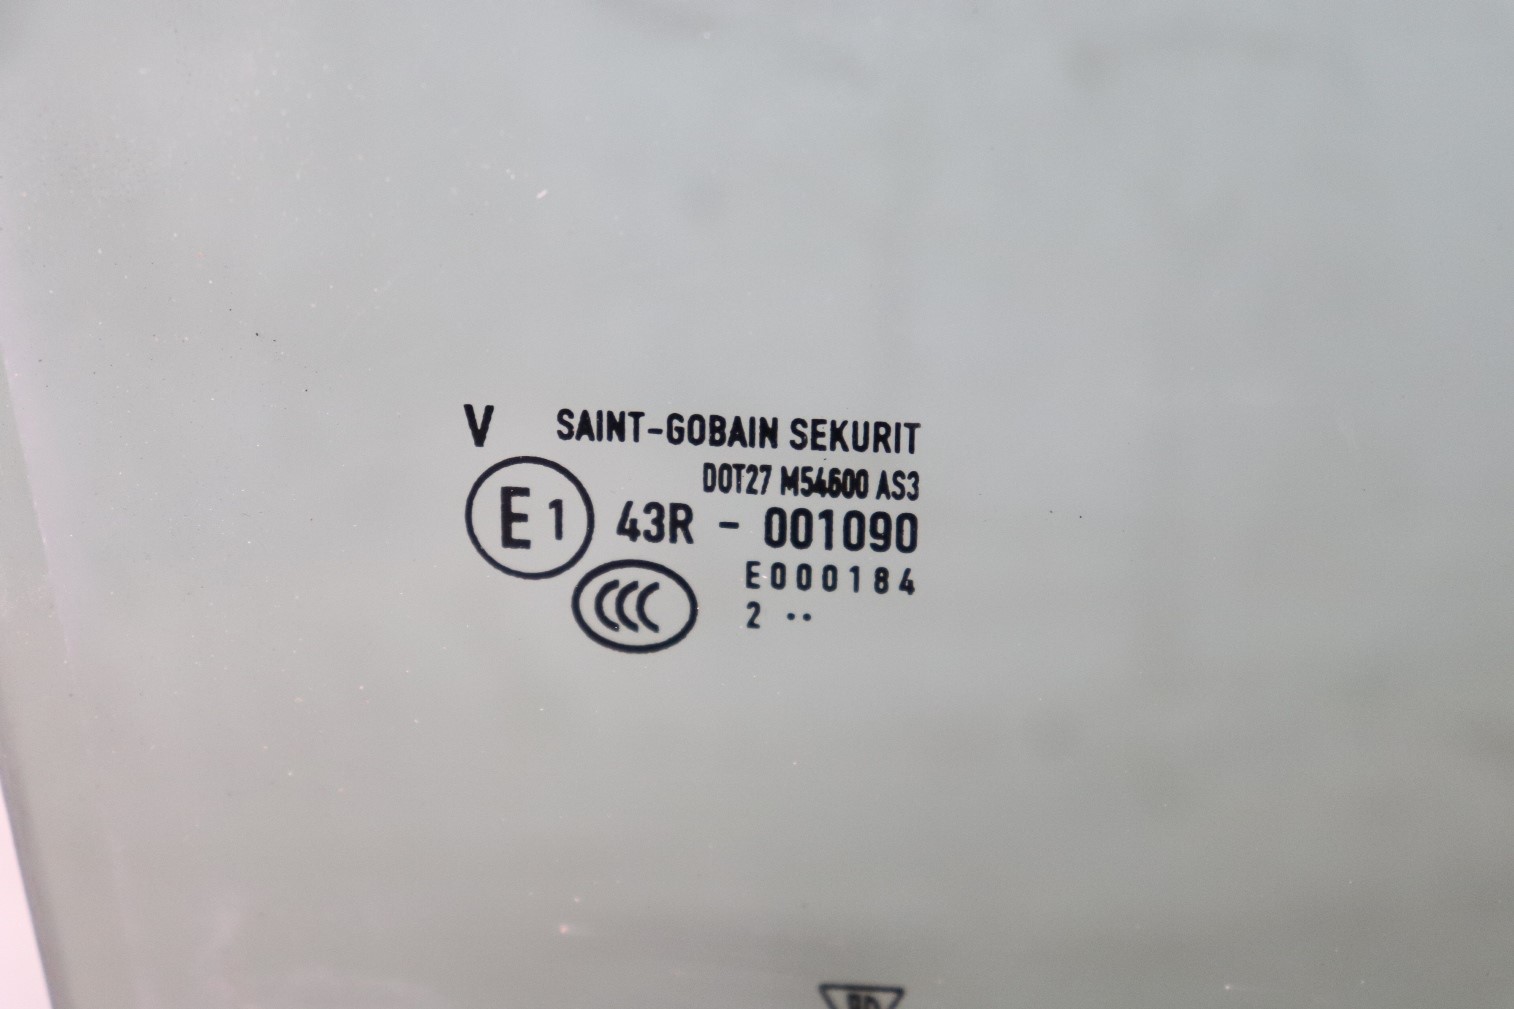 V SAINT-GOBAIN SEKURIT
DOT27 M54600 AS3
E1 43R - 001090
E000184
CCC 2 ··